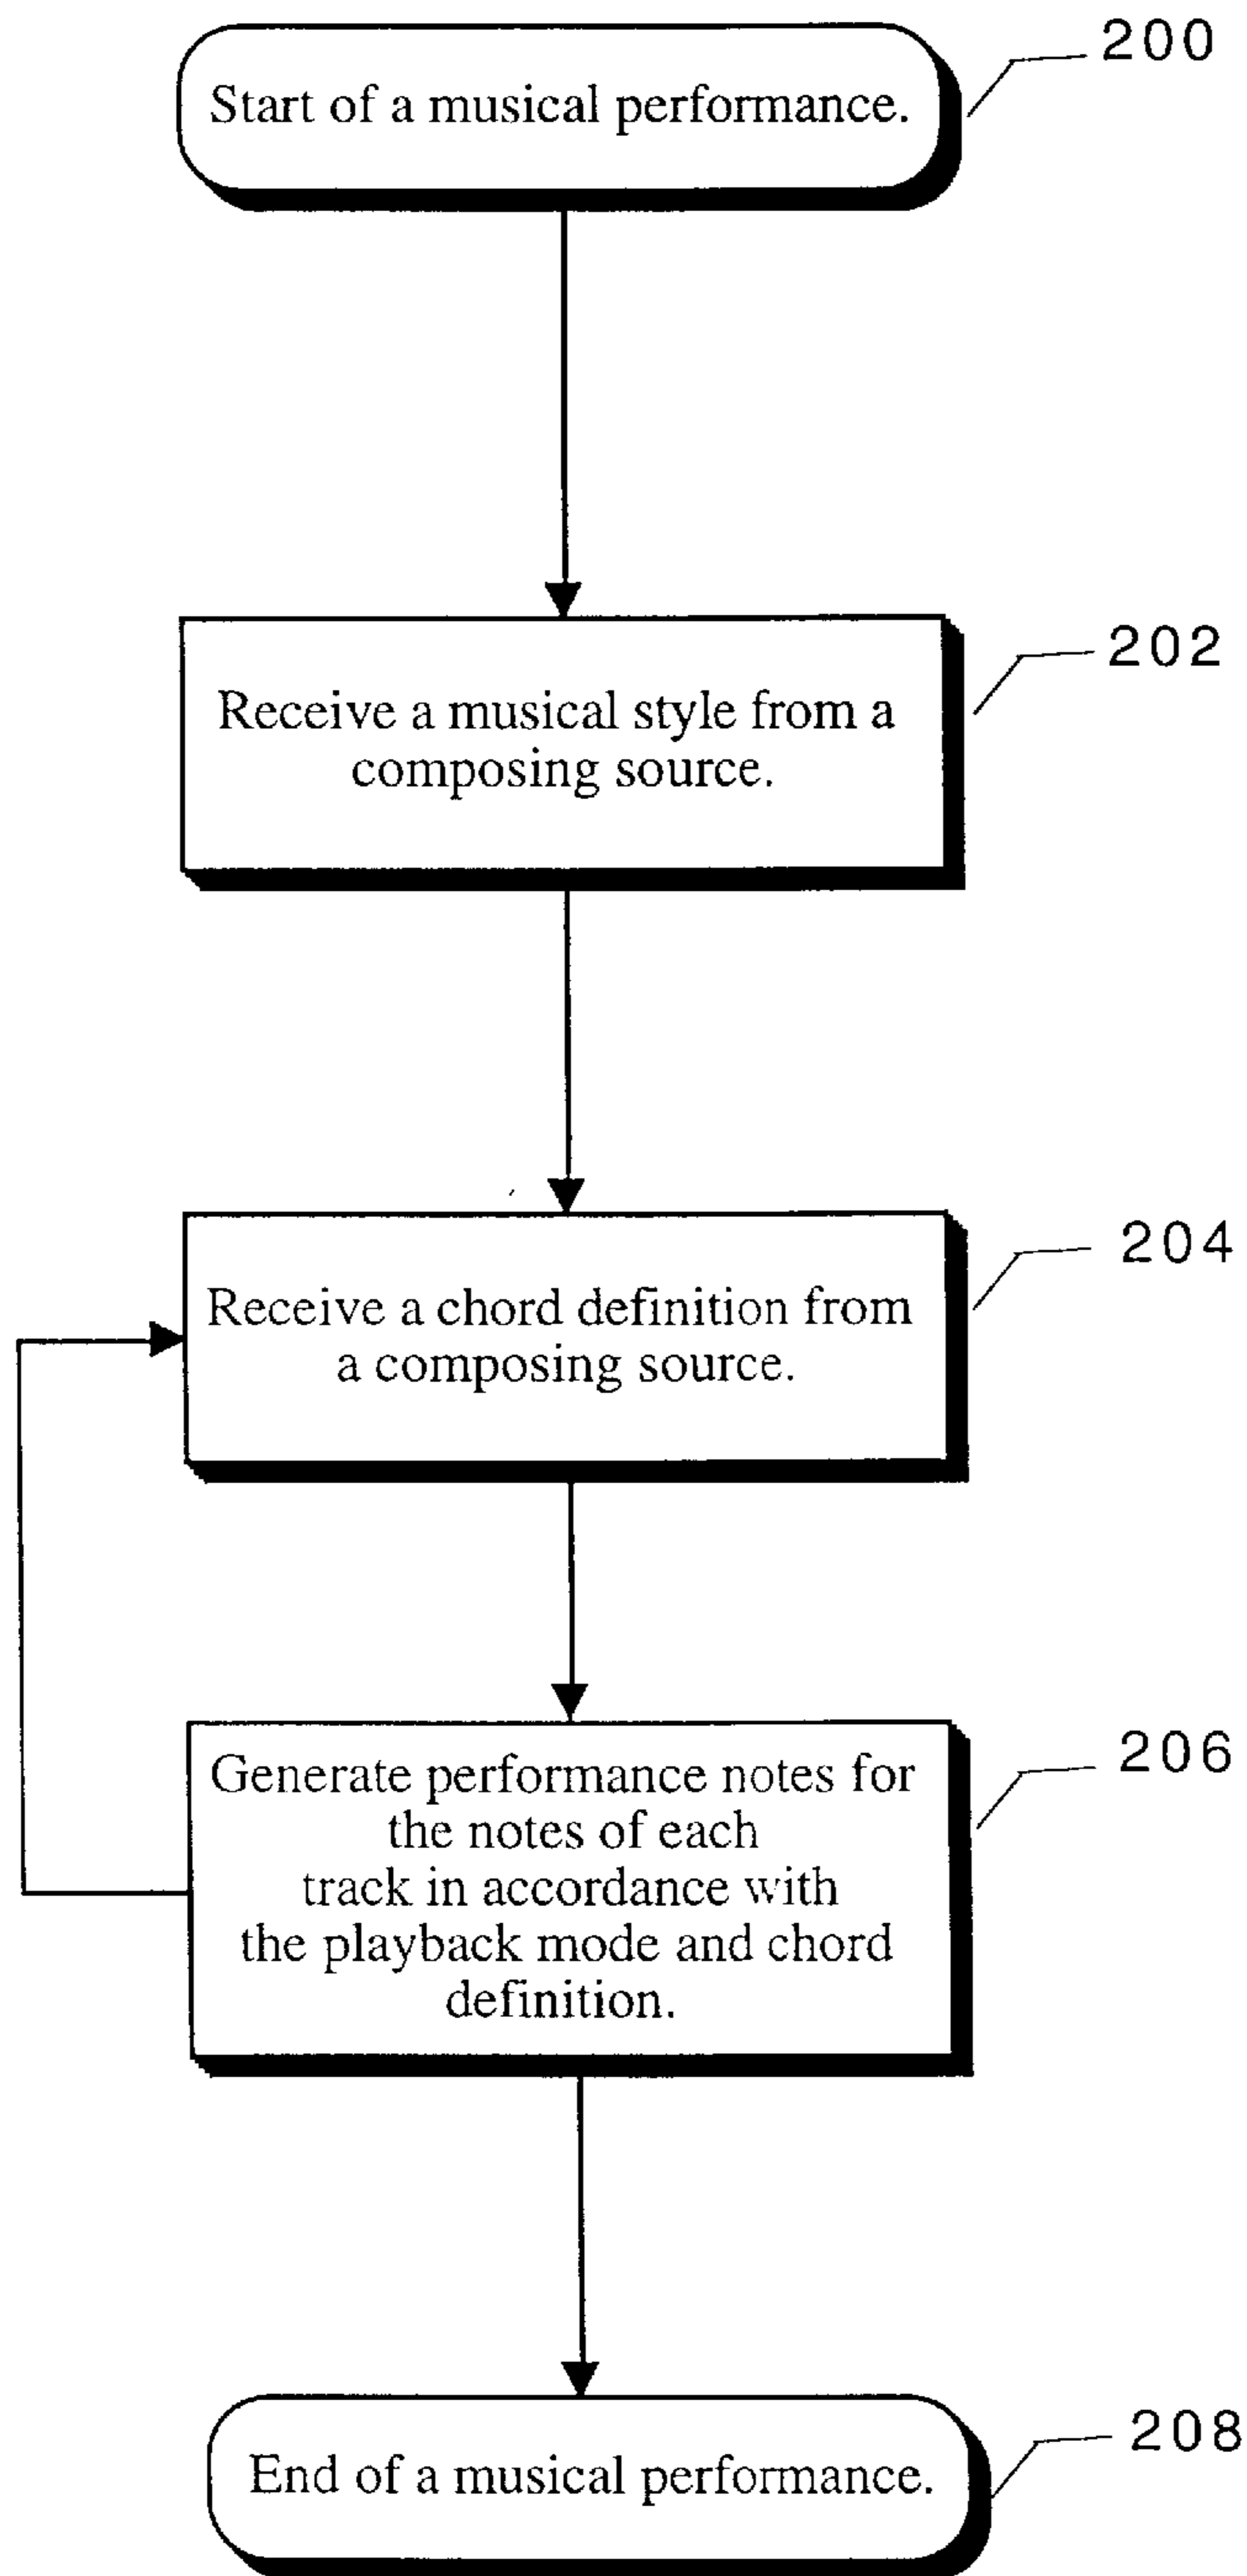 200
Start of a musical performance.
202
Receive a musical style from a
composing source.
204
Receive a chord definition from
a composing source.
206
Generate performance notes for
the notes of each
track in accordance with
the playback mode and chord
definition.
208
End of a musical performance.